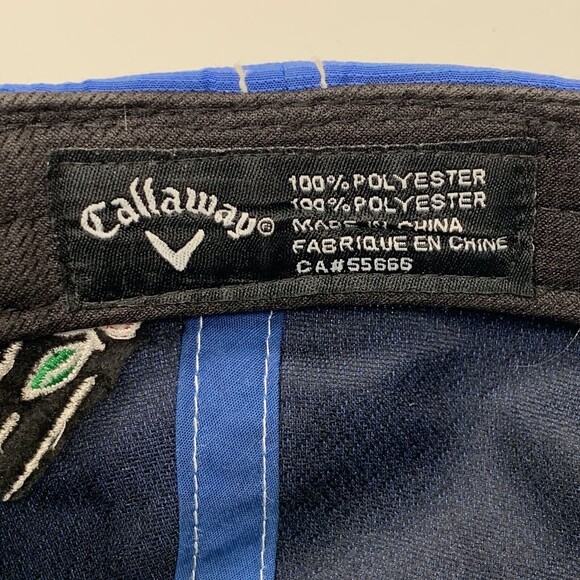 Callaway®
100% POLYESTER
100% POLYESTER
MADE IN CHINA
FABRIQUE EN CHINE
CA#55666